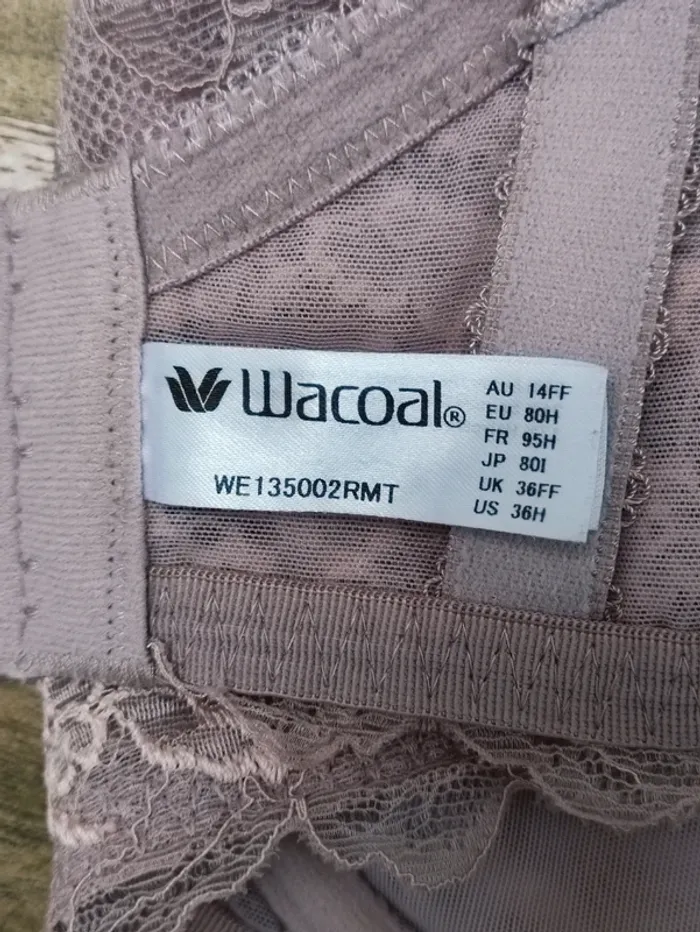 Wacoal®
WE135002RMT
AU 14FF
EU 80H
FR 95H
JP 80I
UK 36FF
US 36H